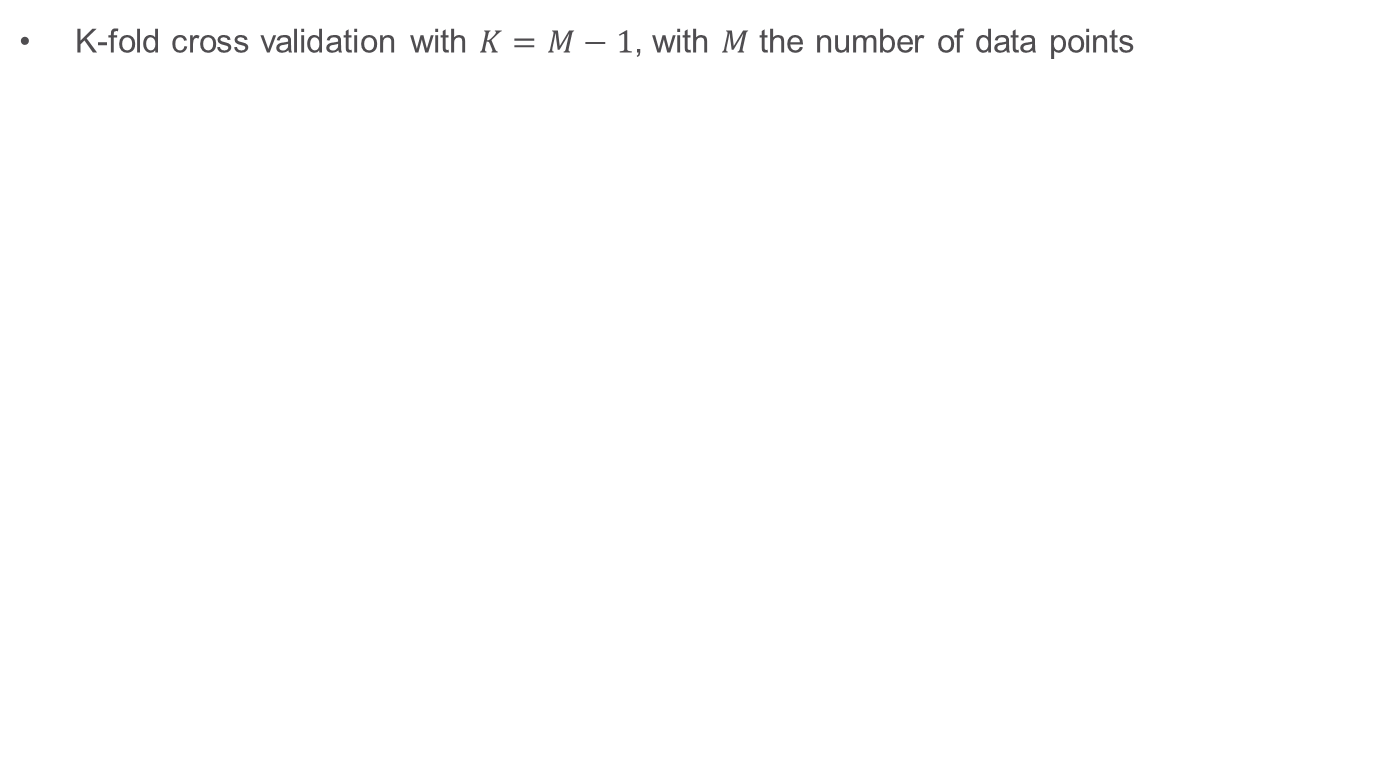 • K-fold cross validation with K = M − 1, with M the number of data points